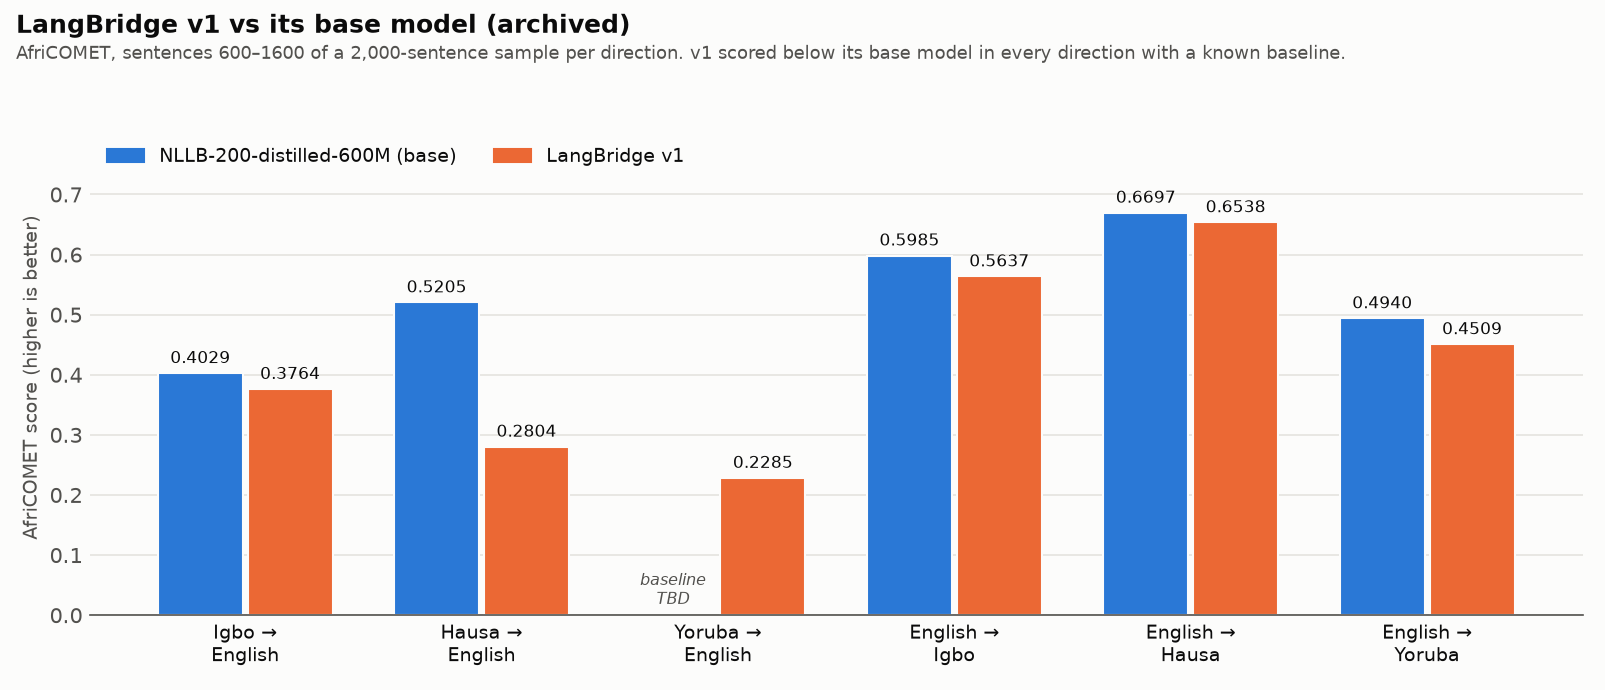 LangBridge v1 vs its base model (archived)
AfriCOMET, sentences 600–1600 of a 2,000-sentence sample per direction. v1 scored below its base model in every direction with a known baseline.
NLLB-200-distilled-600M (base)
LangBridge v1
AfriCOMET score (higher is better)
0.7
0.6
0.5
0.4
0.3
0.2
0.1
0.0
0.4029
0.3764
0.5205
0.2804
baseline
TBD
0.2285
0.5985
0.5637
0.6697
0.6538
0.4940
0.4509
Igbo →
English
Hausa →
English
Yoruba →
English
English →
Igbo
English →
Hausa
English →
Yoruba